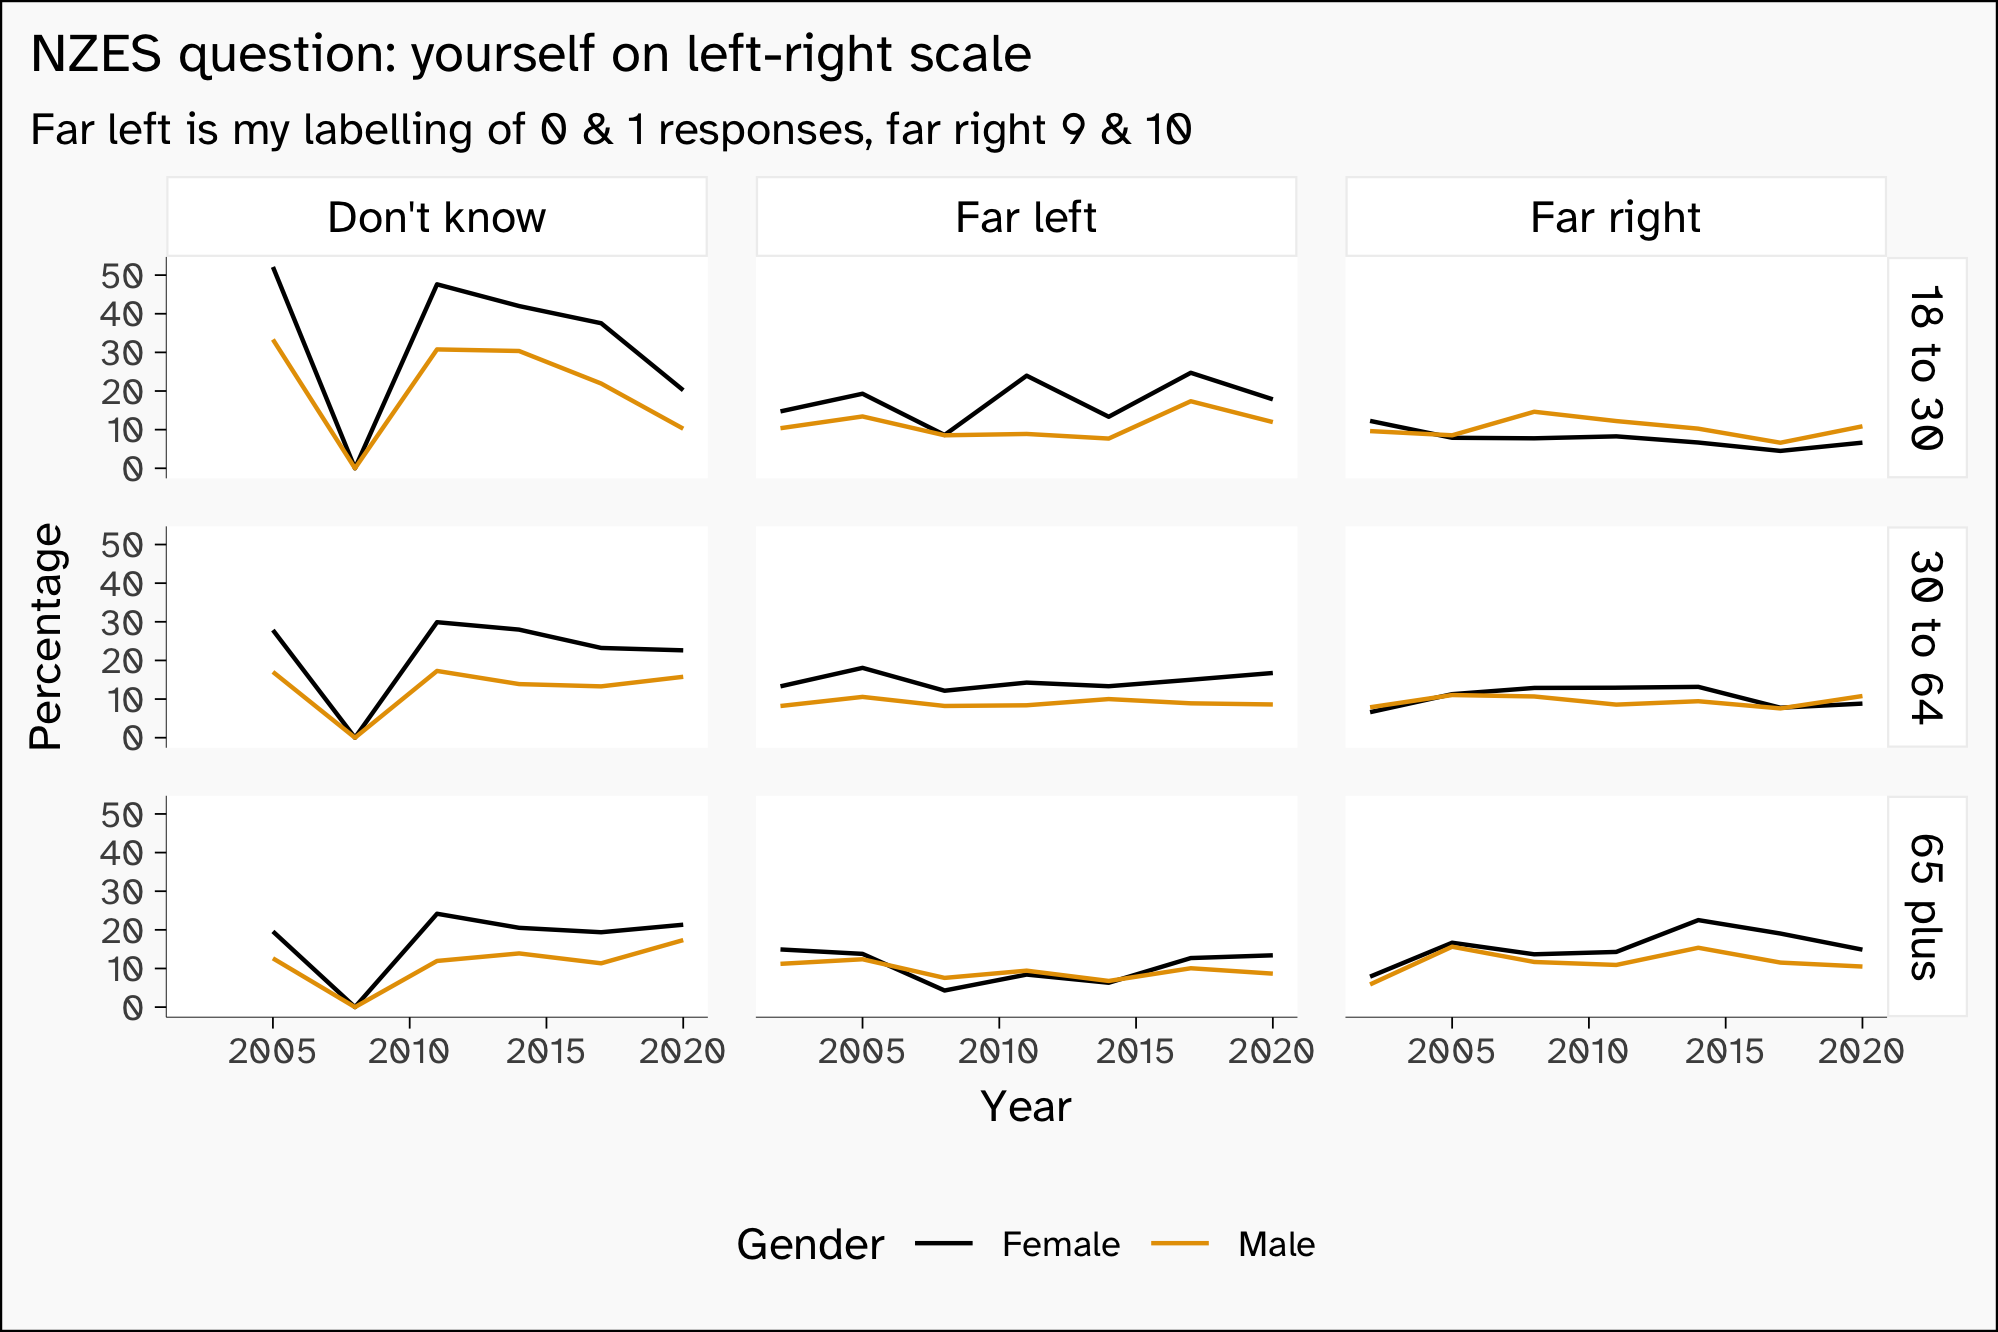 NZES question: yourself on left-right scale
Far left is my labelling of 0 & 1 responses, far right 9 & 10
Don't know
Far left
Far right
50
40
30
20
10
0
18 to 30
Percentage
50
40
30
20
10
0
30 to 64
50
40
30
20
10
0
65 plus
2005 2010 2015 2020
2005 2010 2015 2020
2005 2010 2015 2020
Year
Gender Female Male